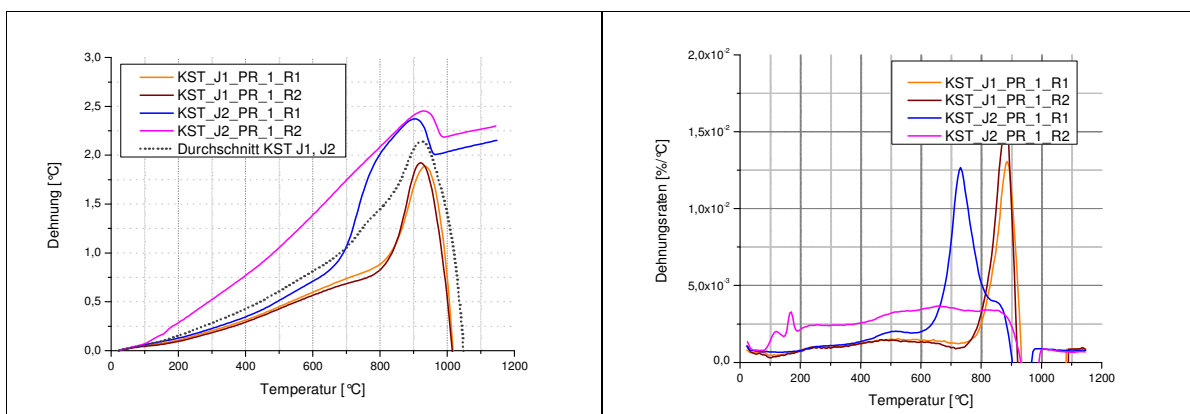 3,0
2,5
2,0
1,5
1,0
0,5
0,0
Dehnung [°C]
KST_J1_PR_1_R1
KST_J1_PR_1_R2
KST_J2_PR_1_R1
KST_J2_PR_1_R2
Durchschnitt KST J1, J2
0 200 400 600 800 1000 1200
Temperatur [°C]
2,0x10⁻²
1,5x10⁻²
1,0x10⁻²
5,0x10⁻³
0,0
Dehnungsraten [%/°C]
KST_J1_PR_1_R1
KST_J1_PR_1_R2
KST_J2_PR_1_R1
KST_J2_PR_1_R2
0 200 400 600 800 1000 1200
Temperatur [°C]